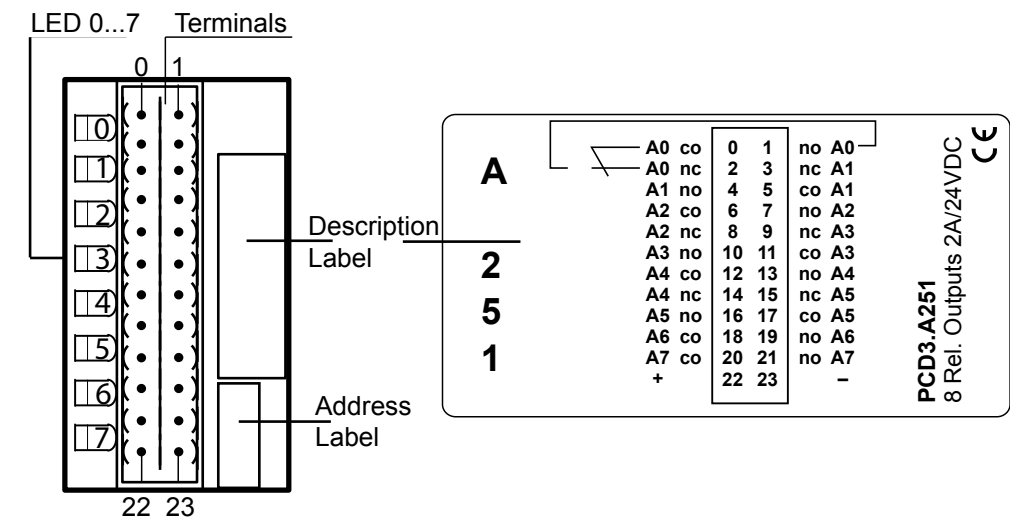 LED 0...7 Terminals
0 1
0
1
2
3
4
5
6
7
22 23
Description
Label
Address
Label
A
2
5
1
A0 co 0 1 no A0
A0 nc 2 3 nc A1
A1 no 4 5 co A1
A2 co 6 7 no A2
A2 nc 8 9 nc A3
A3 no 10 11 co A3
A4 co 12 13 no A4
A4 nc 14 15 nc A5
A5 no 16 17 co A5
A6 co 18 19 no A6
A7 co 20 21 no A7
+ 22 23 −
PCD3.A251
8 Rel. Outputs 2A/24VDC
CE